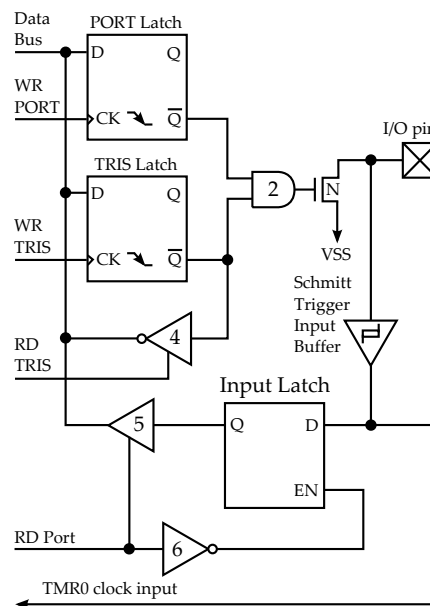 Data
Bus
PORT Latch
D
Q
WR
PORT
CK
Q
I/O pin
TRIS Latch
D
Q
2
N
WR
TRIS
CK
Q
VSS
Schmitt
Trigger
Input
Buffer
4
RD
TRIS
Input Latch
5
Q
D
EN
RD Port
6
TMR0 clock input